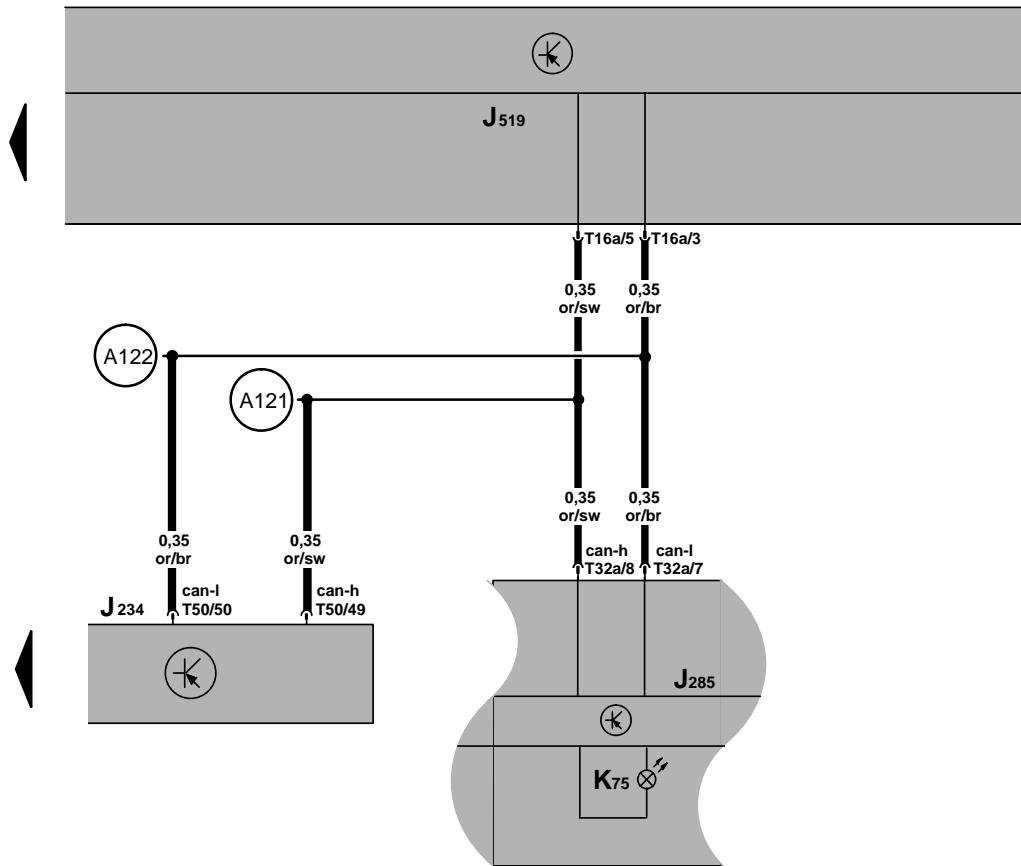 J519
T16a/5 T16a/3
0,35 0,35
or/sw or/br
A122
A121
0,35 0,35
or/sw or/br
0,35 0,35
or/br or/sw
can-h can-l
T32a/8 T32a/7
can-l can-h
J234 T50/50 T50/49
J285
K75